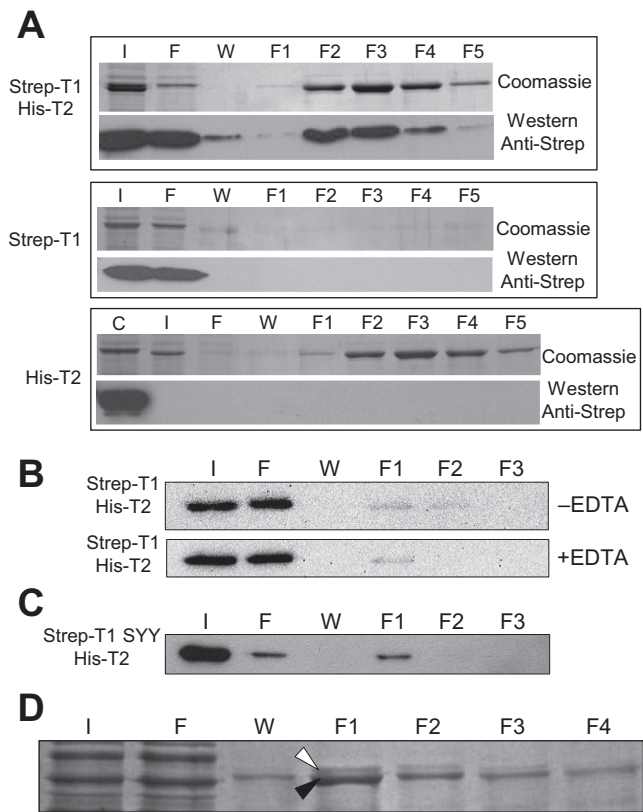 A
I F W F1 F2 F3 F4 F5
Strep-T1
His-T2
Coomassie
Western
Anti-Strep
I F W F1 F2 F3 F4 F5
Strep-T1
Coomassie
Western
Anti-Strep
C I F W F1 F2 F3 F4 F5
His-T2
Coomassie
Western
Anti-Strep
B
I F W F1 F2 F3
Strep-T1
His-T2
–EDTA
Strep-T1
His-T2
+EDTA
C
I F W F1 F2 F3
Strep-T1 SYY
His-T2
D
I F W F1 F2 F3 F4